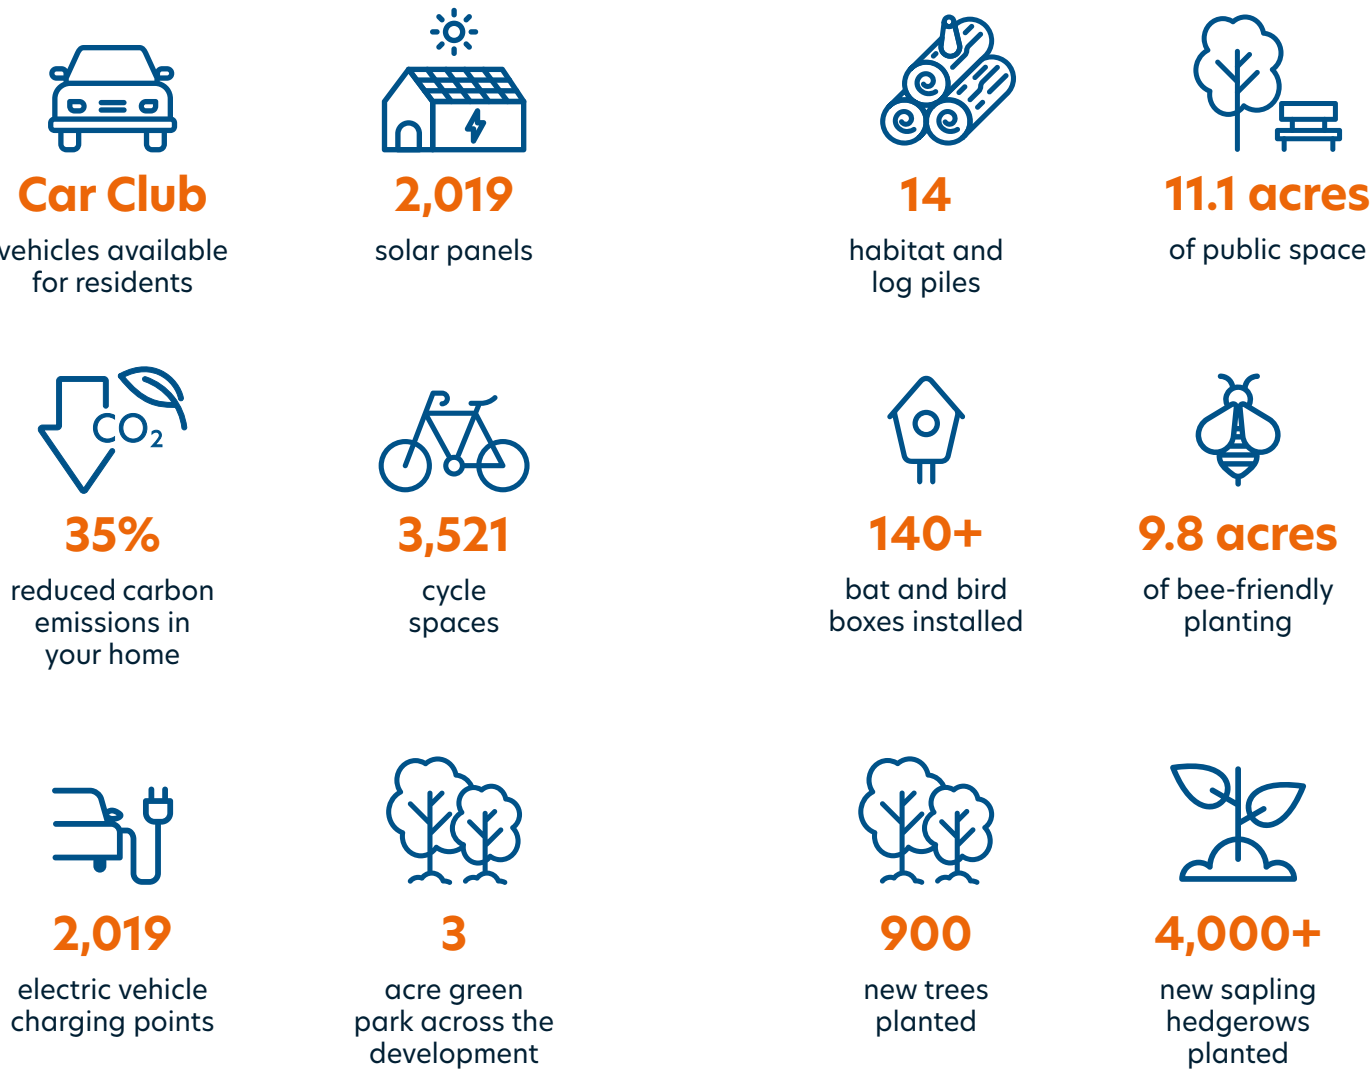 Car Club
vehicles available
for residents
2,019
solar panels
14
habitat and
log piles
11.1 acres
of public space
CO2
35%
reduced carbon
emissions in
your home
3,521
cycle
spaces
140+
bat and bird
boxes installed
9.8 acres
of bee-friendly
planting
2,019
electric vehicle
charging points
3
acre green
park across the
development
900
new trees
planted
4,000+
new sapling
hedgerows
planted